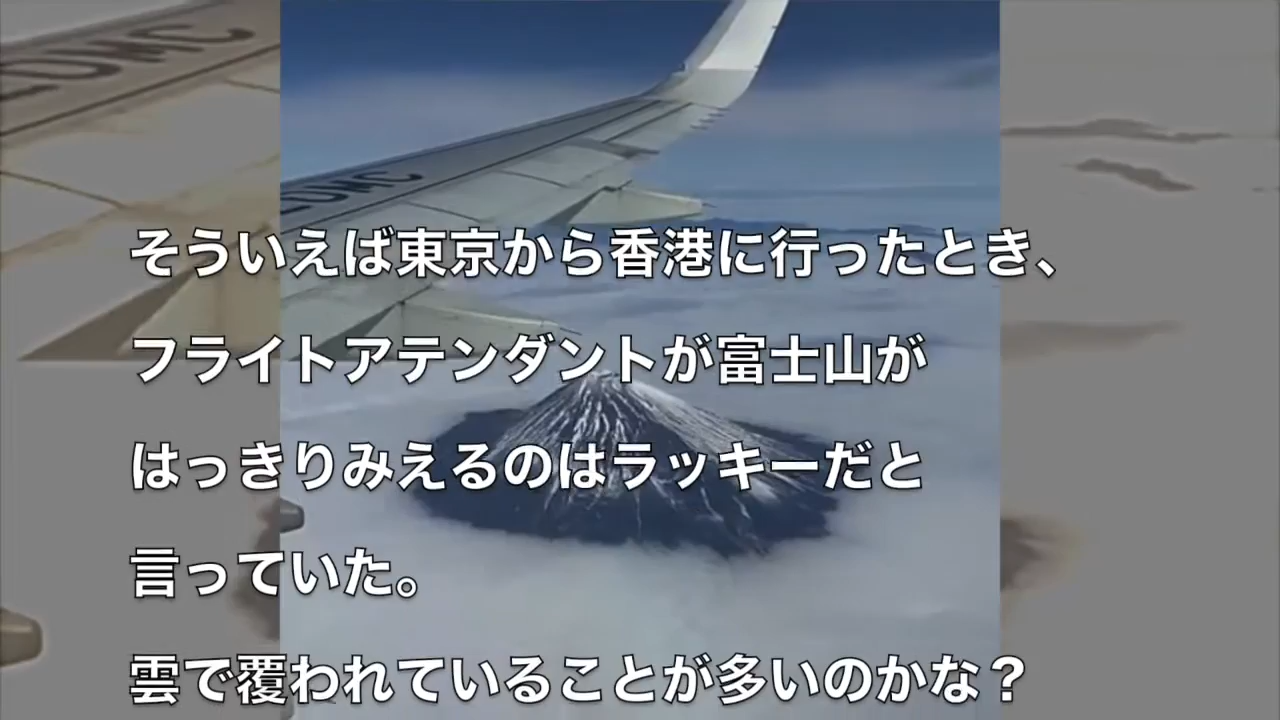 そういえば東京から香港に行ったとき、
フライトアテンダントが富士山が
はっきりみえるのはラッキーだと
言っていた。
雲で覆われていることが多いのかな？